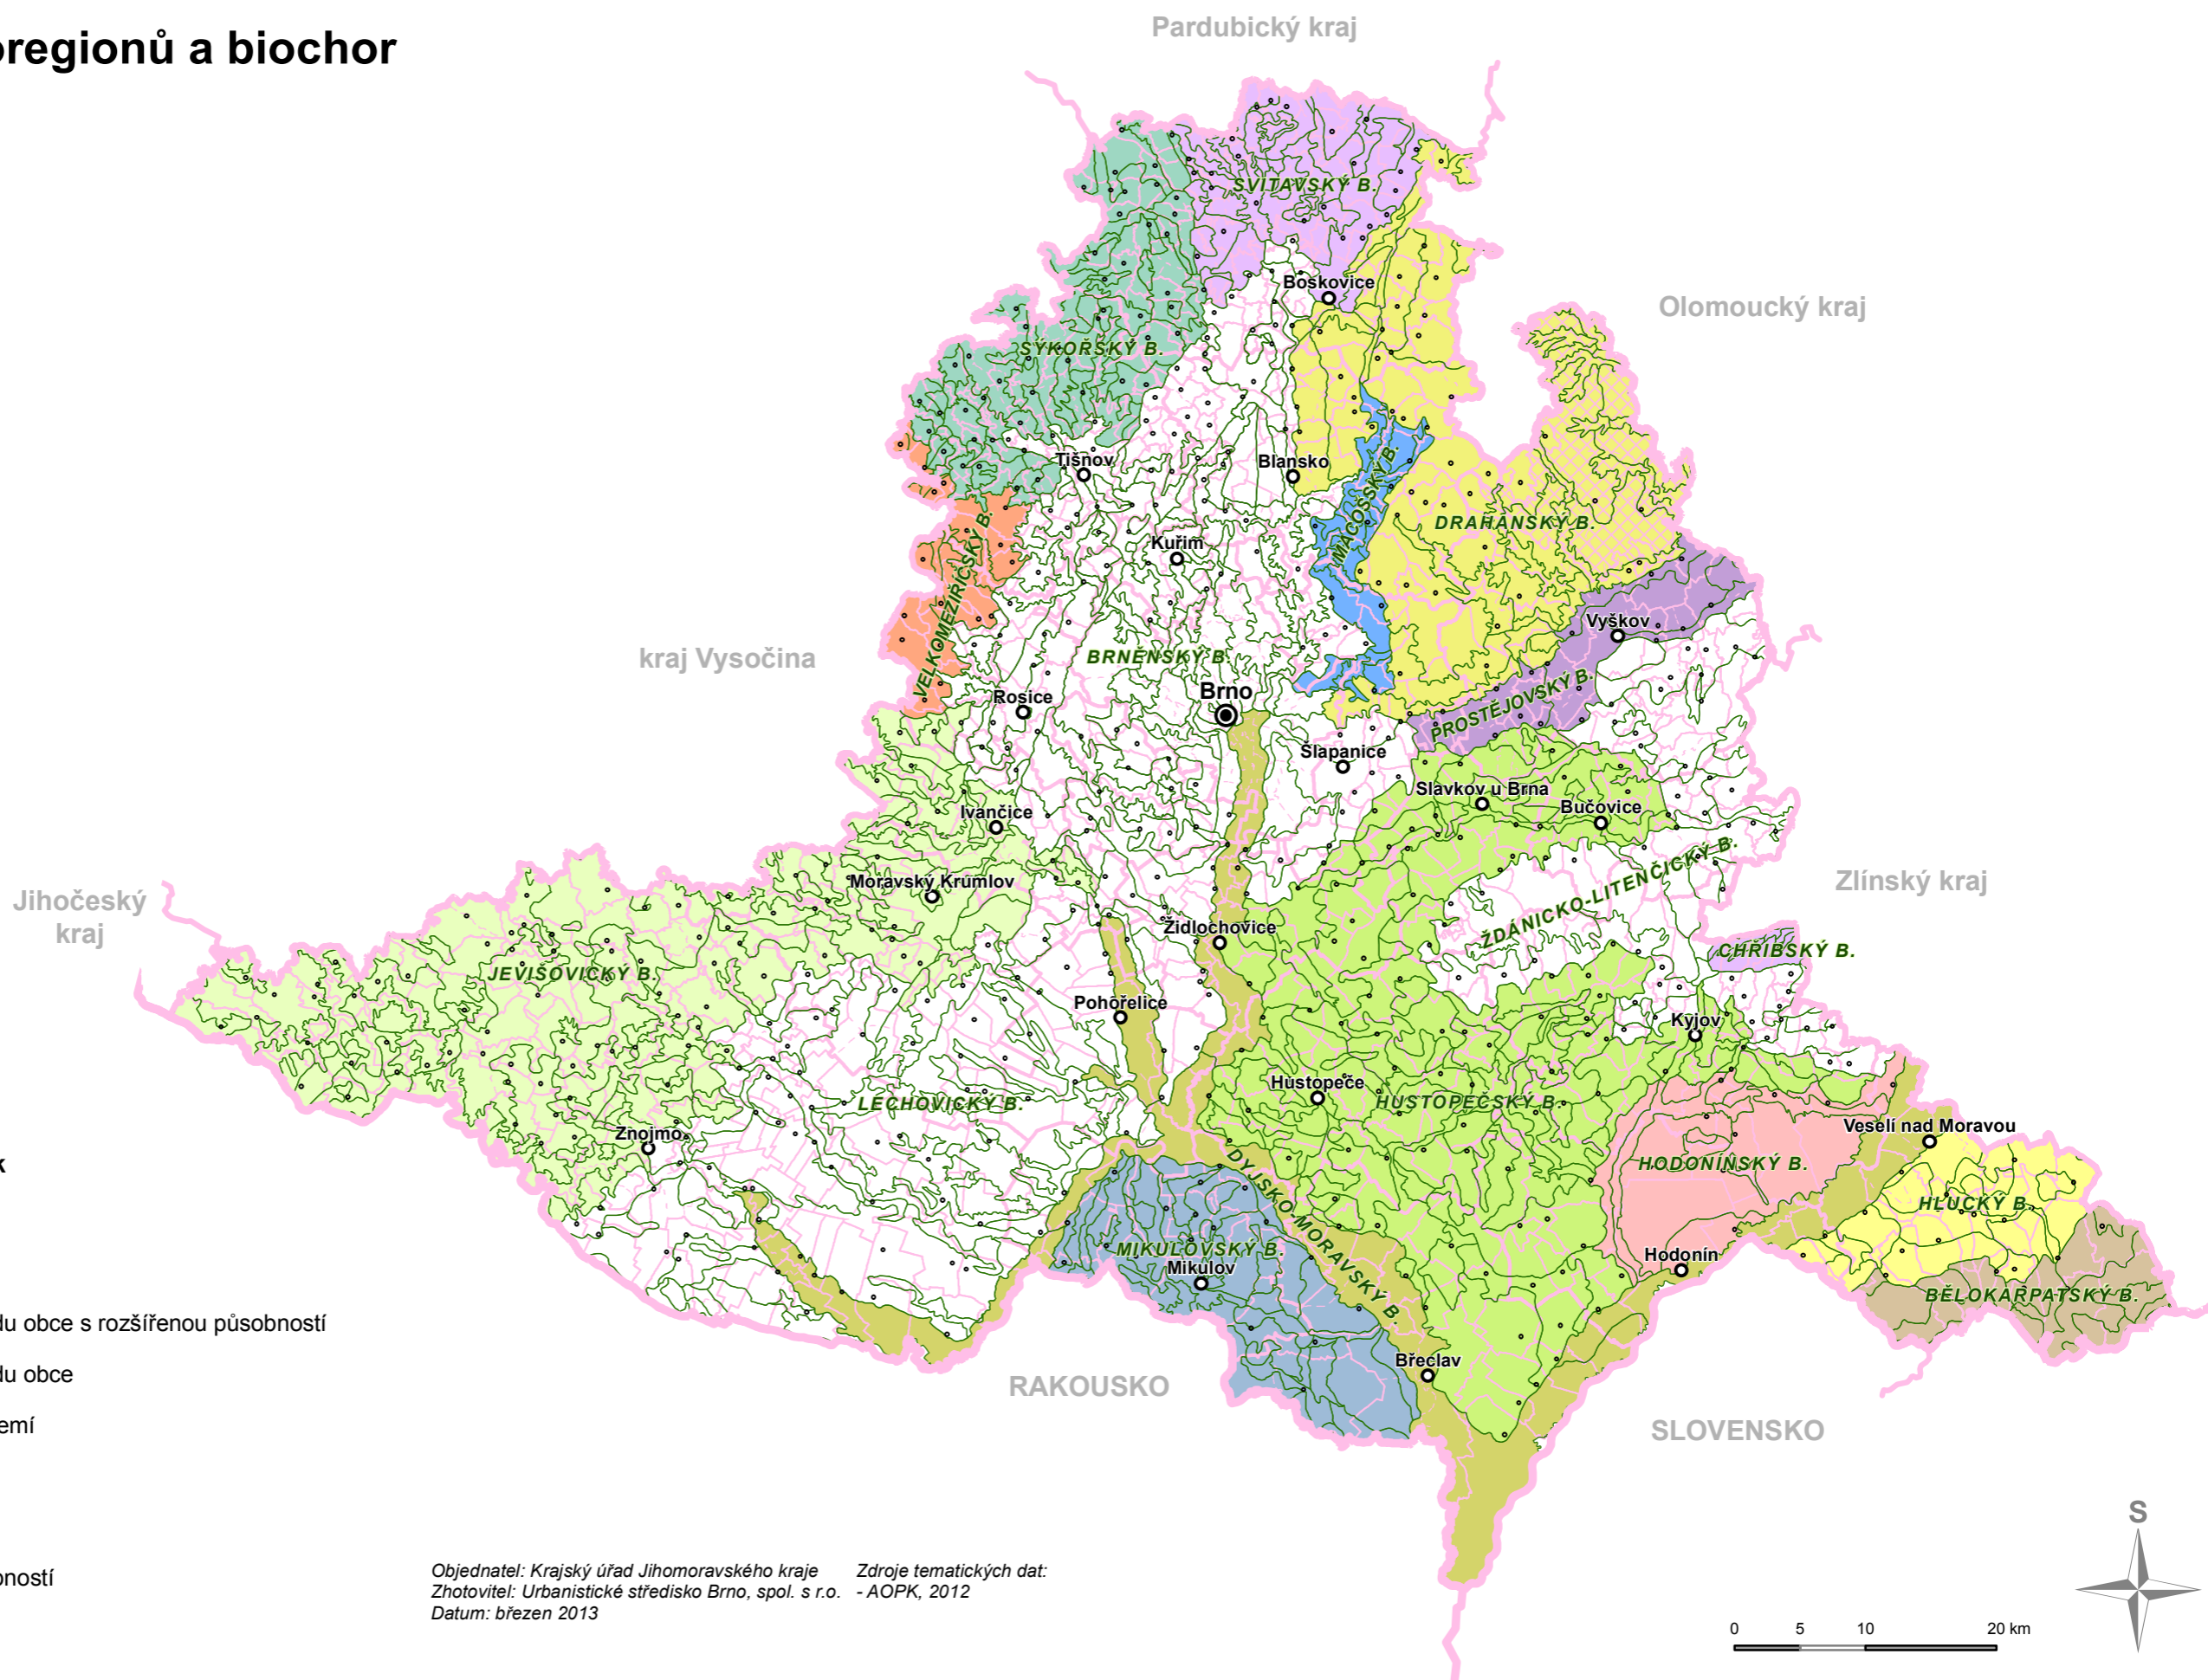 oregionů a biochor
Pardubický kraj
Olomoucký kraj
kraj Vysočina
Zlínský kraj
Jihočeský
kraj
RAKOUSKO
SLOVENSKO
SVITAVSKÝ B.
Boskovice
SÝKOŘSKÝ B.
Tišnov
Blansko
MACOŠSKÝ B.
DRAHANSKÝ B.
VELKOMEZIŘÍČSKÝ B.
Kuřim
Vyškov
BRNĚNSKÝ B.
Brno
Rosice
PROSTĚJOVSKÝ B.
Šlapanice
Slavkov u Brna
Bučovice
Ivančice
ŽDÁNICKO-LITENČICKÝ B.
Moravský Krumlov
Židlochovice
CHŘIBSKÝ B.
JEVIŠOVICKÝ B.
Pohořelice
Kyjov
Hustopeče
HUSTOPEČSKÝ B.
LECHOVICKÝ B.
Znojmo
Veselí nad Moravou
HODONÍNSKÝ B.
HLUCKÝ B.
DYJSKO-MORAVSKÝ B.
MIKULOVSKÝ B.
Mikulov
Hodonín
BĚLOKARPATSKÝ B.
Břeclav
k
du obce s rozšířenou působností
du obce
emí
bností
Objednatel: Krajský úřad Jihomoravského kraje
Zhotovitel: Urbanistické středisko Brno, spol. s r.o.
Datum: březen 2013
Zdroje tematických dat:
- AOPK, 2012
0 5 10 20 km
S